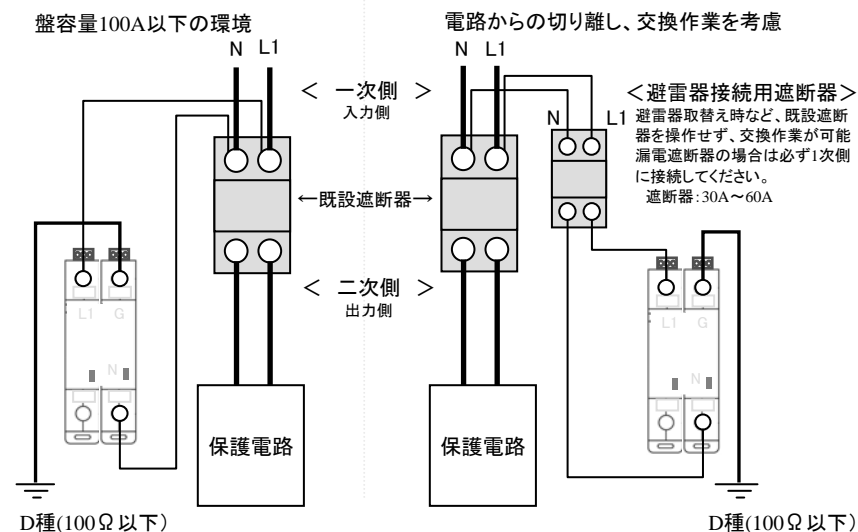 盤容量100A以下の環境
N L1
＜ 一次側 ＞
入力側
←既設遮断器→
＜ 二次側 ＞
出力側
L1 G
N
保護電路
D種(100Ω以下)
電路からの切り離し、交換作業を考慮
N L1
＜避雷器接続用遮断器＞
N L1
避雷器取替え時など、既設遮断
器を操作せず、交換作業が可能
漏電遮断器の場合は必ず1次側
に接続してください。
遮断器：30A～60A
L1 G
N
保護電路
D種(100Ω以下)